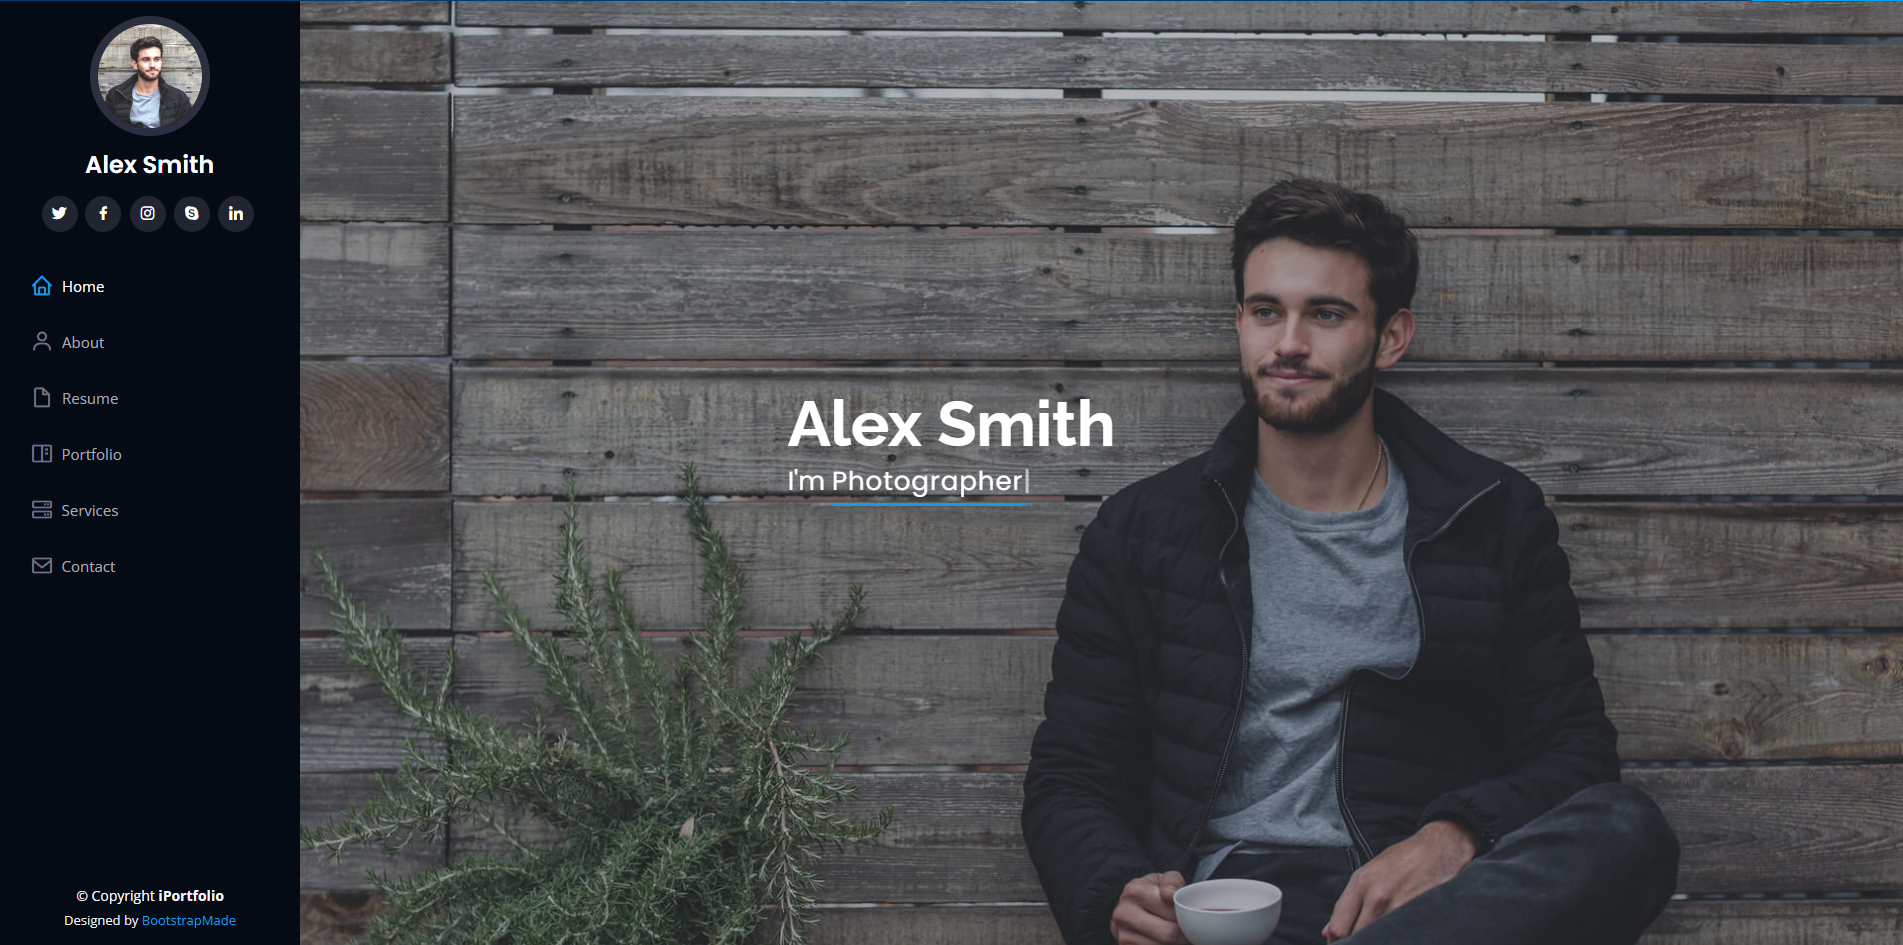 Alex Smith
Home
About
Resume
Portfolio
Services
Contact
© Copyright iPortfolio
Designed by BootstrapMade
Alex Smith
I'm Photographer